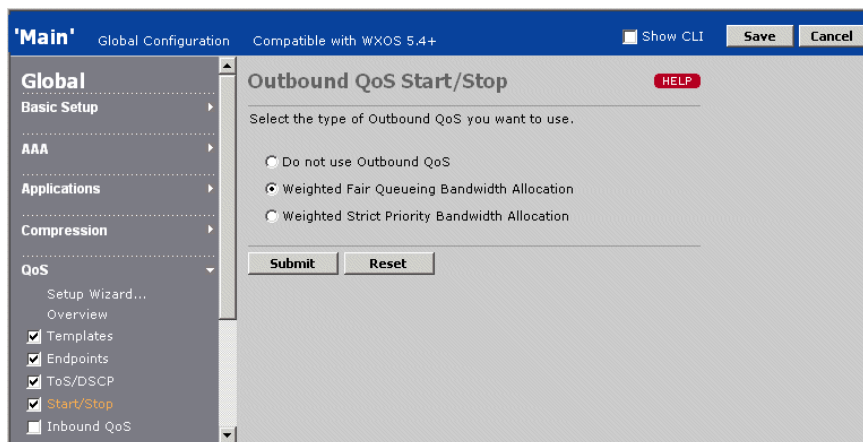 'Main' Global Configuration Compatible with WXOS 5.4+ Show CLI Save Cancel
Global
Basic Setup
AAA
Applications
Compression
QoS
Setup Wizard...
Overview
Templates
Endpoints
ToS/DSCP
Start/Stop
Inbound QoS
Outbound QoS Start/Stop HELP
Select the type of Outbound QoS you want to use.
Do not use Outbound QoS
Weighted Fair Queueing Bandwidth Allocation
Weighted Strict Priority Bandwidth Allocation
Submit Reset